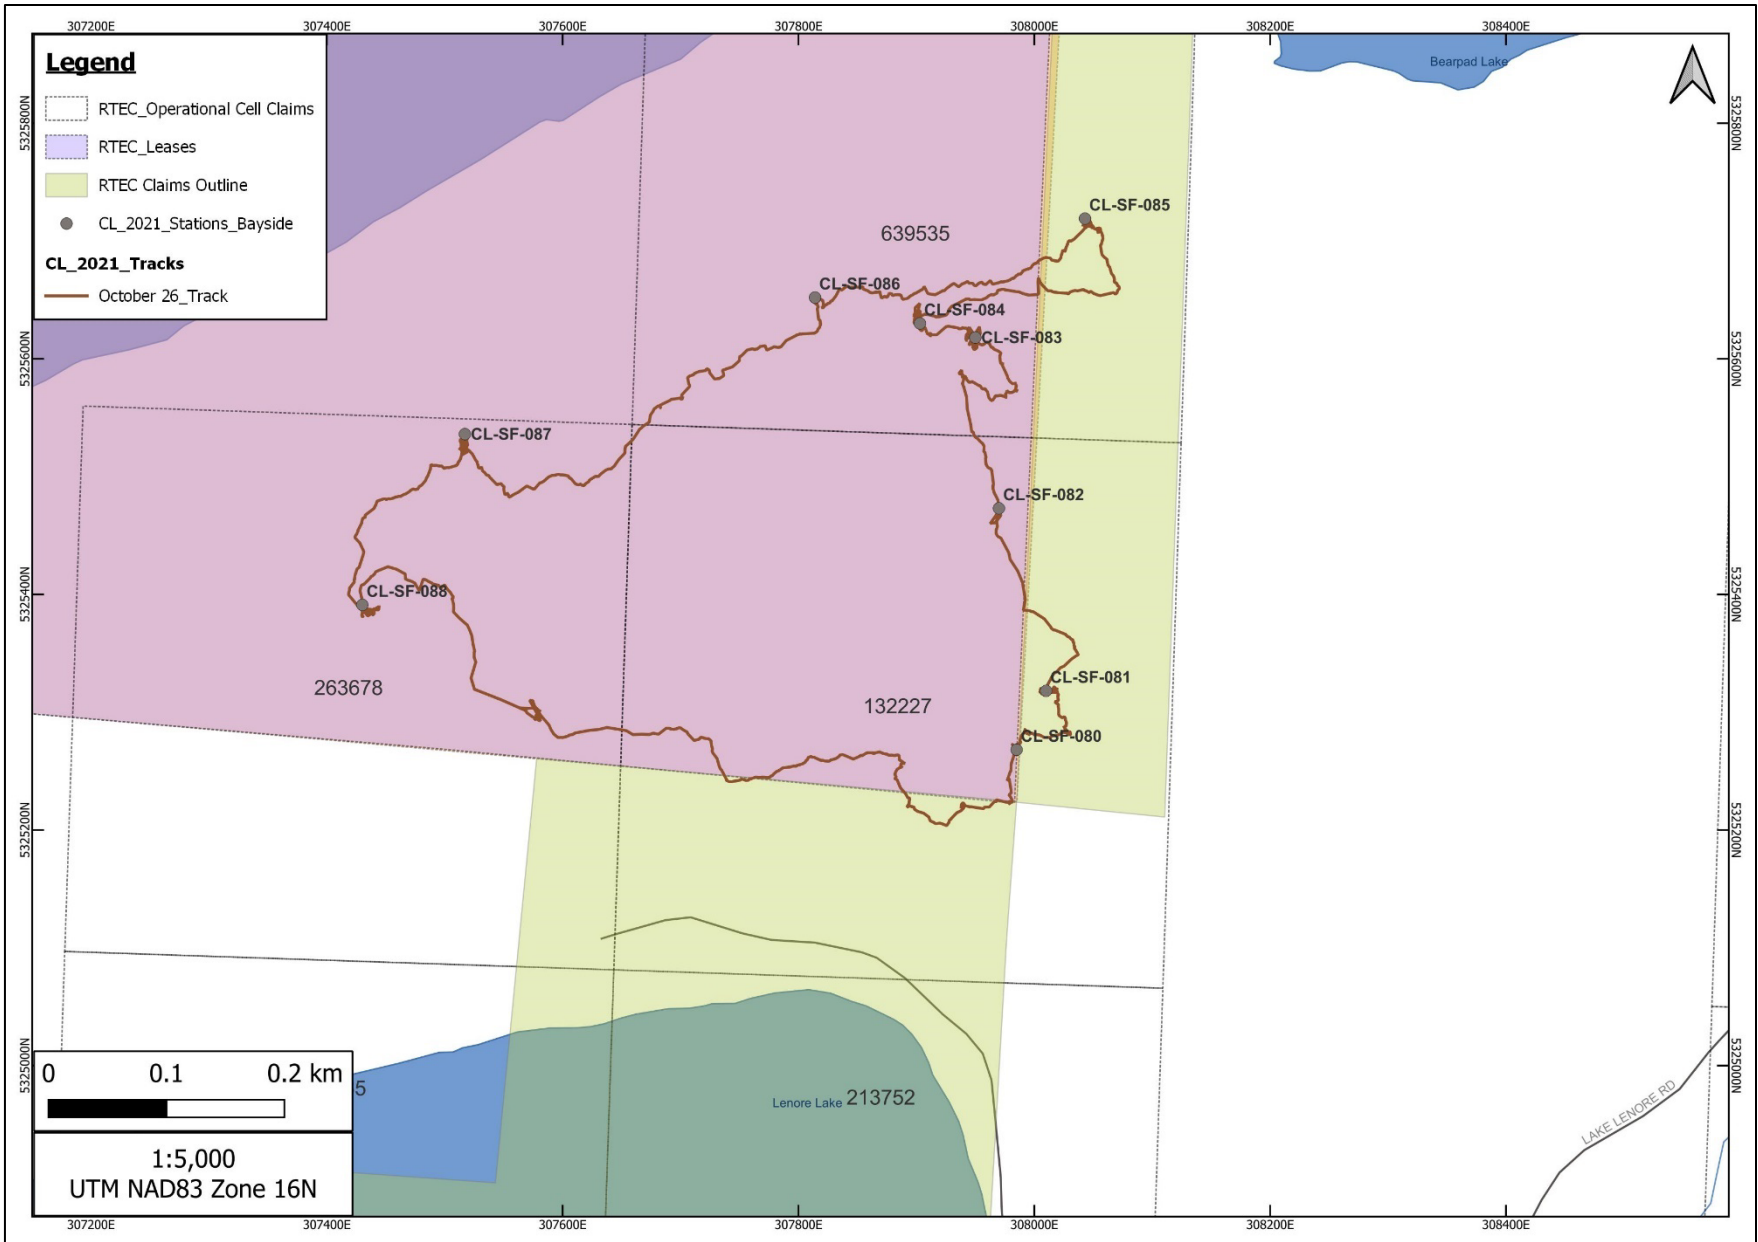 307200E 307400E 307600E 307800E 308000E 308200E 308400E
Legend
RTEC_Operational Cell Claims
RTEC_Leases
RTEC Claims Outline
CL_2021_Stations_Bayside
CL_2021_Tracks
October 26_Track
Bearpad Lake
5325800N
5325800N
CL-SF-085
639535
CL-SF-086
CL-SF-084
CL-SF-083
5325600N
5325600N
CL-SF-087
CL-SF-082
CL-SF-088
5325400N
5325400N
CL-SF-081
263678
132227
CL-SF-080
5325200N
5325200N
5325000N
5325000N
0 0.1 0.2 km
5
Lenore Lake 213752
LAKE LENORE RD
1:5,000
UTM NAD83 Zone 16N
307200E 307400E 307600E 307800E 308000E 308200E 308400E